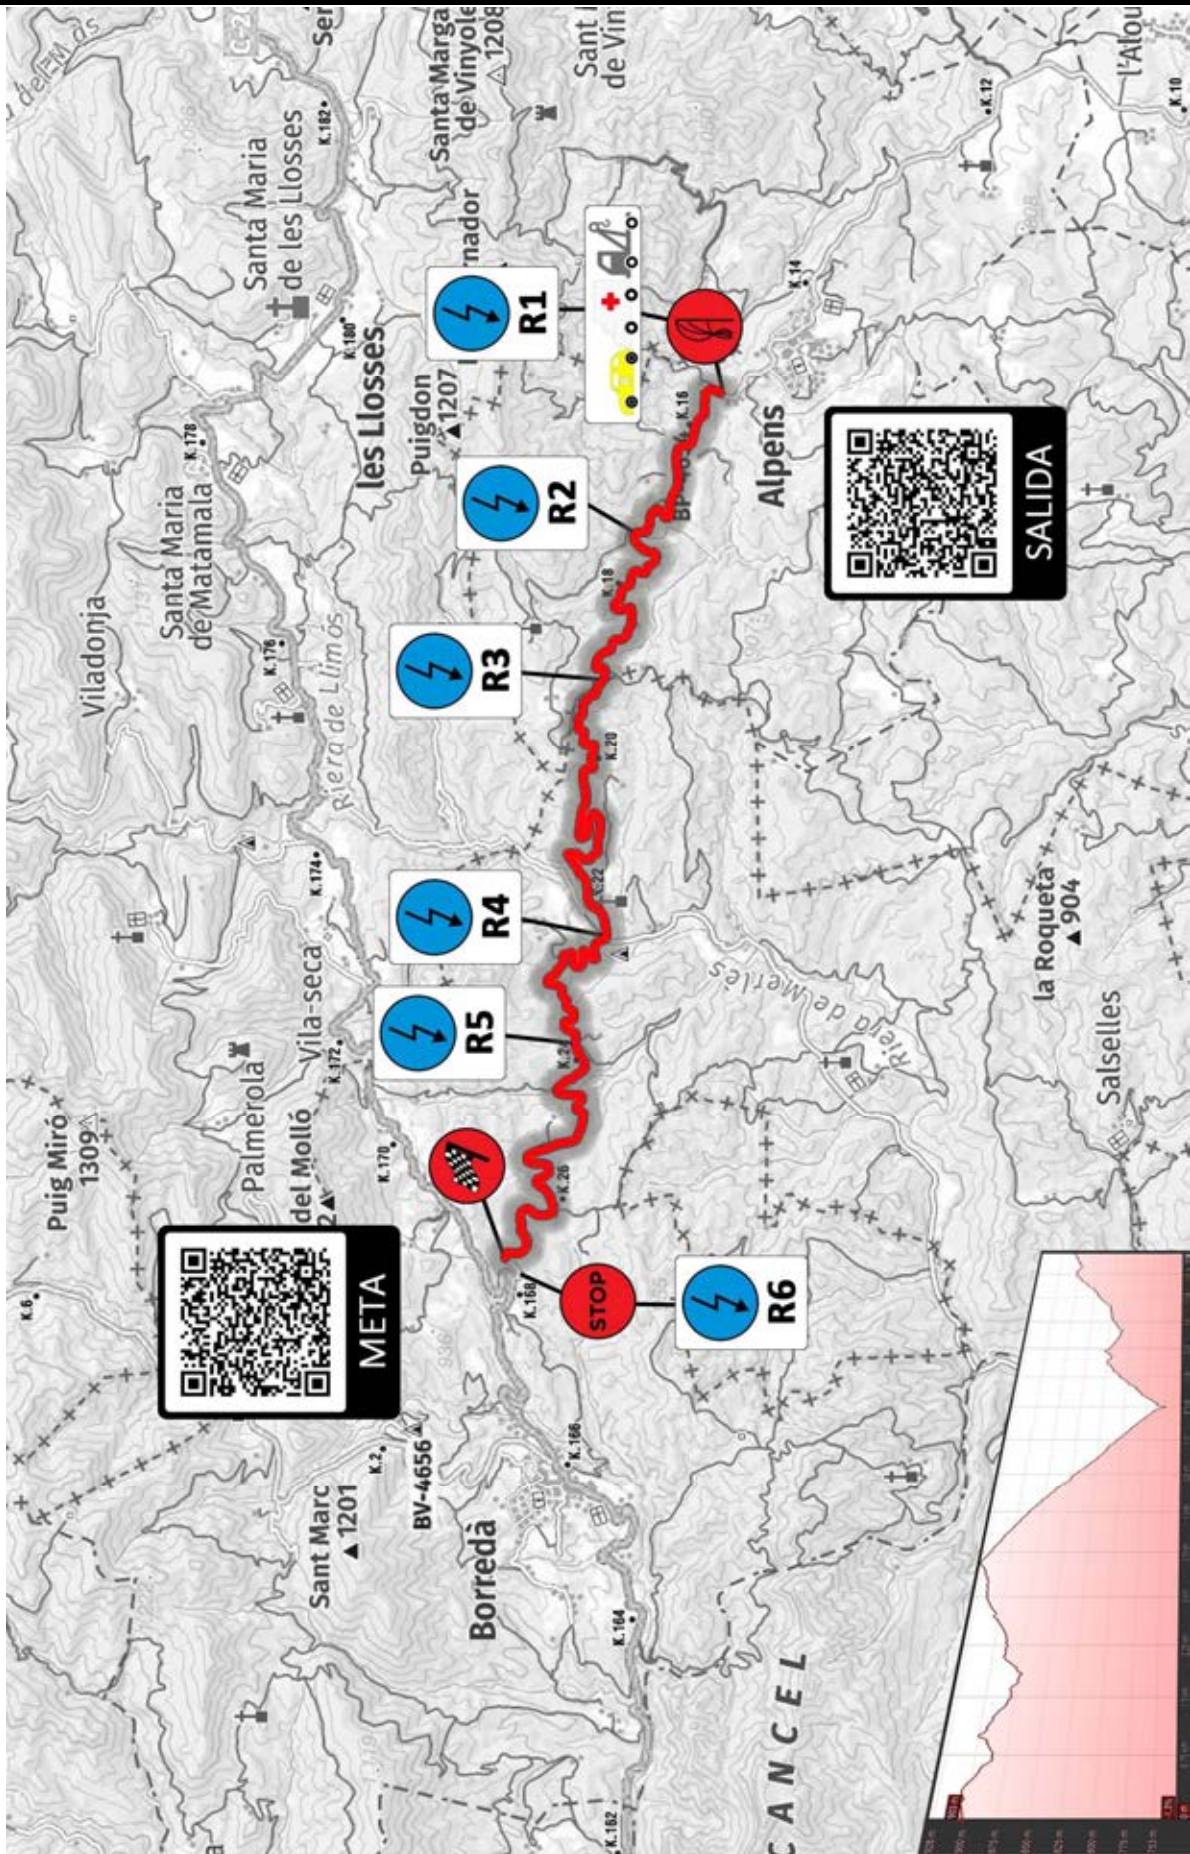 K.6
Puig Miró
1309
Viladonja
Santa Maria
de Matamala
Santa Maria
de les Llosses
K.178
K.182
Palmerola
Vila-seca
K.176
K.174
K.172
Riera de Llimós
del Molló
K.180
les Llosses
Sant Marc
1201
K.2
META
K.170
BV-4656
936
Puigdon
1207
Santa Marga
de Vinyole
1208
rnador
Borredà
R5
R4
R3
R2
R1
K.168
K.166
K.26
K.22
K.20
K.18
K.16
STOP
Sant
de Vin
K.164
K.162
R6
Riera de Merlès
Alpens
K.14
CANCEL
SALIDA
la Roqueta
904
K.12
Salselles
l'Alou
K.10